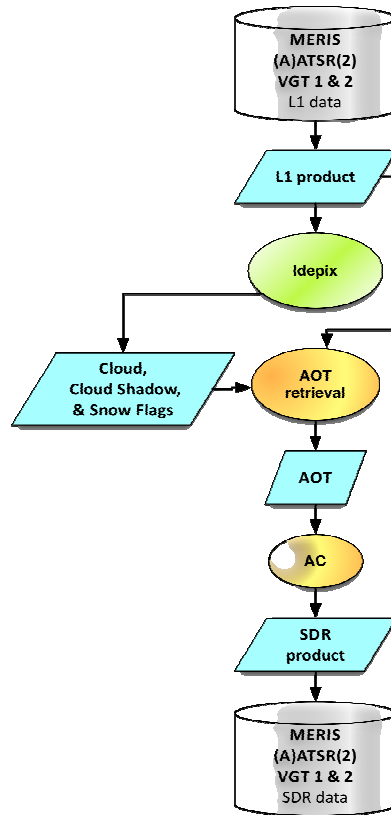 MERIS
(A)ATSR(2)
VGT 1 & 2
L1 data
L1 product
Idepix
Cloud,
Cloud Shadow,
& Snow Flags
AOT
retrieval
AOT
AC
SDR
product
MERIS
(A)ATSR(2)
VGT 1 & 2
SDR data